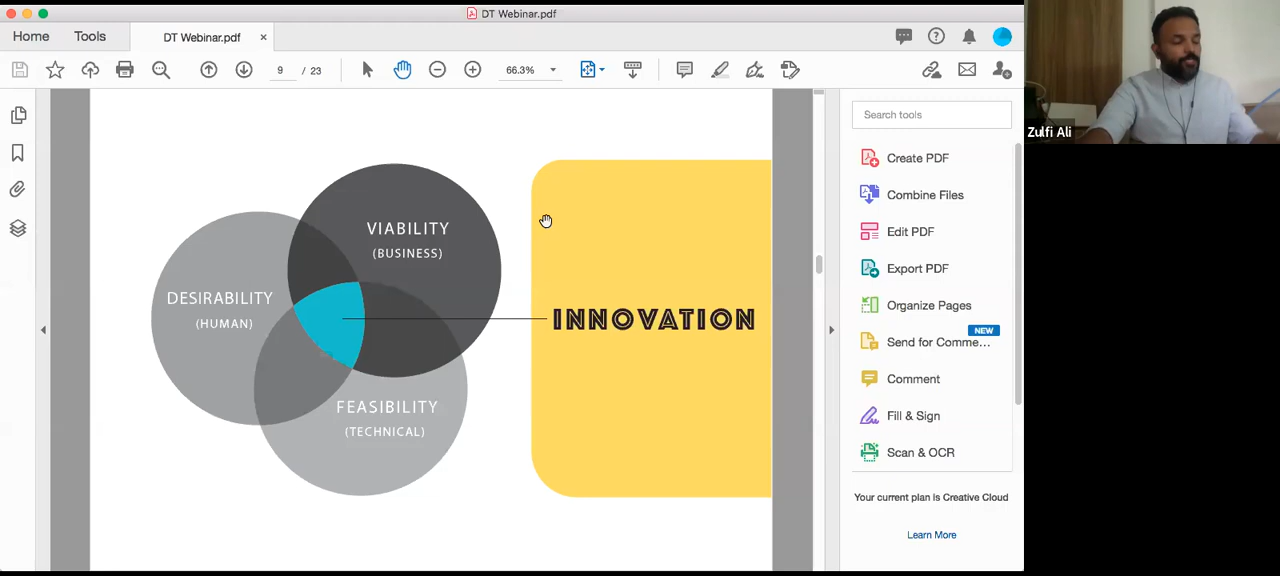 DT Webinar.pdf
Home
Tools
DT Webinar.pdf
9 / 23
66.3%
Zulfi Ali
Search tools
VIABILITY
(BUSINESS)
DESIRABILITY
(HUMAN)
INNOVATION
FEASIBILITY
(TECHNICAL)
Create PDF
Combine Files
Edit PDF
Export PDF
Organize Pages
NEW
Send for Comme...
Comment
Fill & Sign
Scan & OCR
Your current plan is Creative Cloud
Learn More